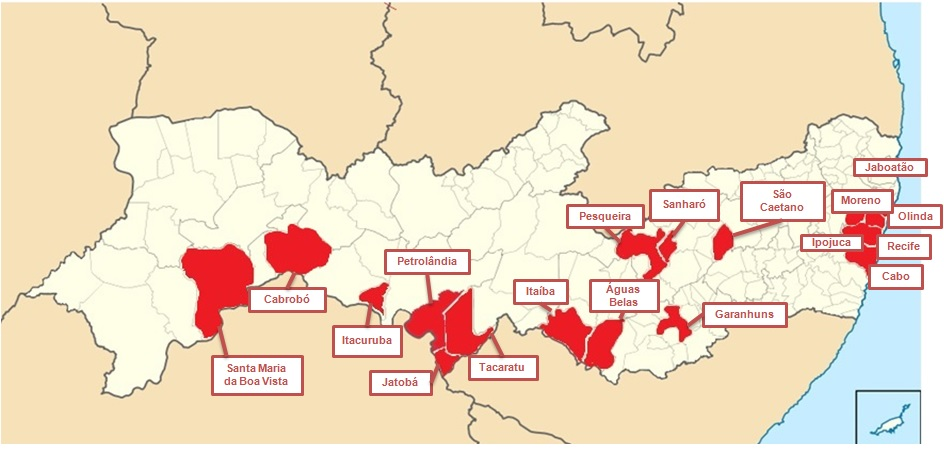 Jaboatão
Moreno
Olinda
São
Caetano
Sanharó
Pesqueira
Ipojuca
Recife
Cabo
Petrolândia
Itaíba
Águas
Belas
Cabrobó
Garanhuns
Itacuruba
Santa Maria
da Boa Vista
Jatobá
Tacaratu